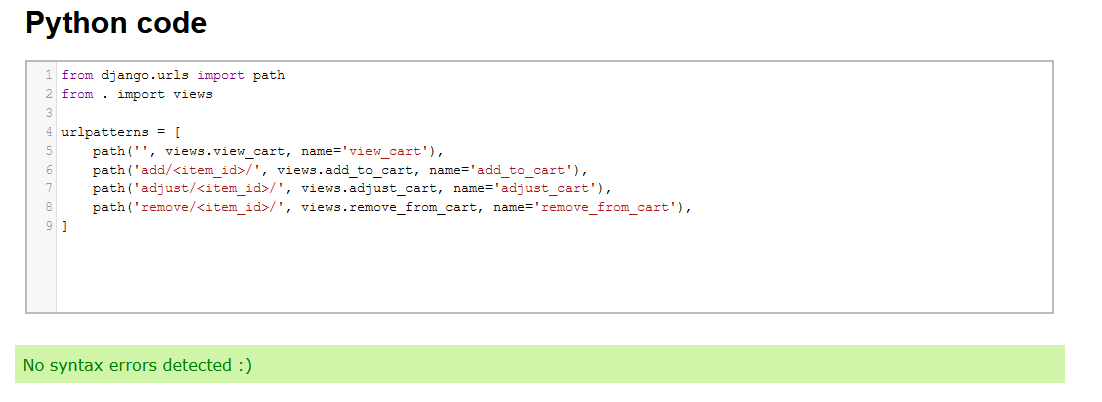 Python code
1 from django.urls import path
2 from . import views
3
4 urlpatterns = [
5     path('', views.view_cart, name='view_cart'),
6     path('add/<item_id>/', views.add_to_cart, name='add_to_cart'),
7     path('adjust/<item_id>/', views.adjust_cart, name='adjust_cart'),
8     path('remove/<item_id>/', views.remove_from_cart, name='remove_from_cart'),
9 ]
No syntax errors detected :)